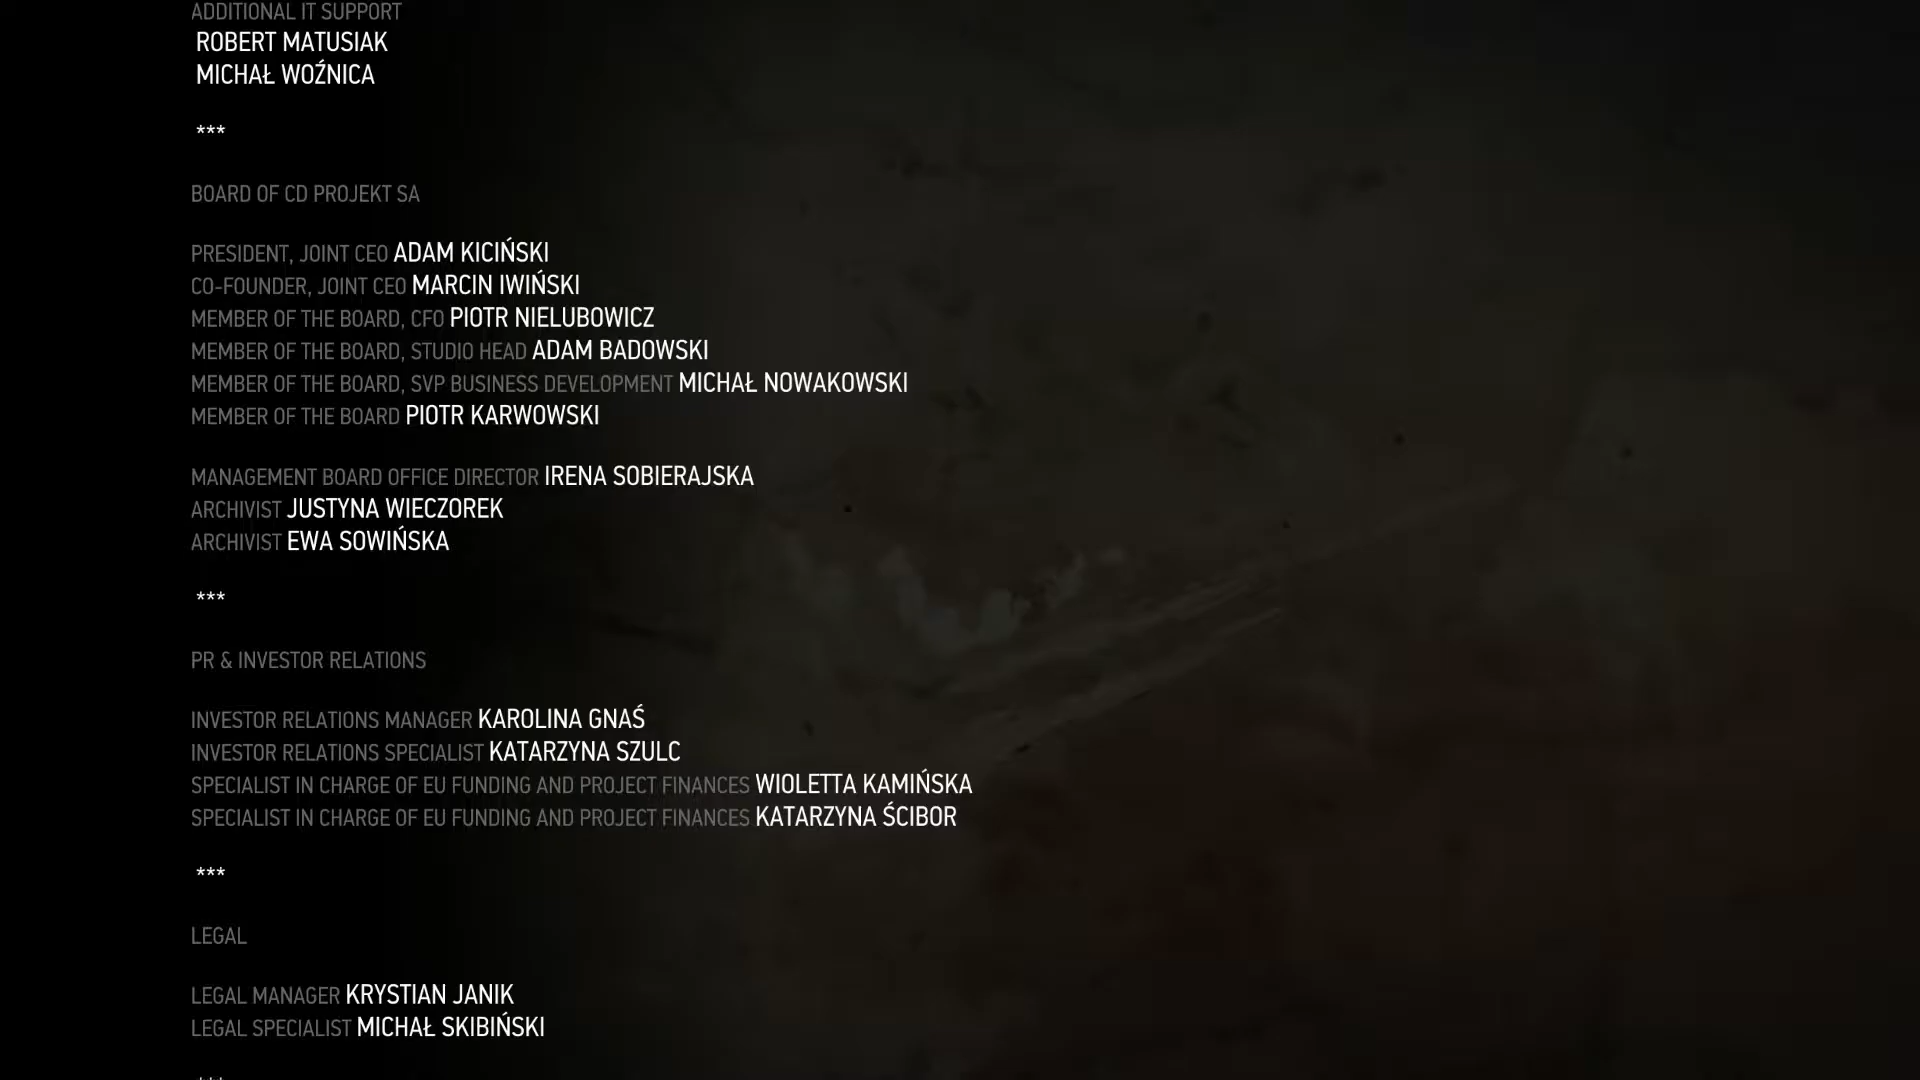 ADDITIONAL IT SUPPORT
ROBERT MATUSIAK
MICHAŁ WOŹNICA
***
BOARD OF CD PROJEKT SA
PRESIDENT, JOINT CEO ADAM KICIŃSKI
CO-FOUNDER, JOINT CEO MARCIN IWIŃSKI
MEMBER OF THE BOARD, CFO PIOTR NIELUBOWICZ
MEMBER OF THE BOARD, STUDIO HEAD ADAM BADOWSKI
MEMBER OF THE BOARD, SVP BUSINESS DEVELOPMENT MICHAŁ NOWAKOWSKI
MEMBER OF THE BOARD PIOTR KARWOWSKI
MANAGEMENT BOARD OFFICE DIRECTOR IRENA SOBIERAJSKA
ARCHIVIST JUSTYNA WIECZOREK
ARCHIVIST EWA SOWIŃSKA
***
PR & INVESTOR RELATIONS
INVESTOR RELATIONS MANAGER KAROLINA GNAŚ
INVESTOR RELATIONS SPECIALIST KATARZYNA SZULC
SPECIALIST IN CHARGE OF EU FUNDING AND PROJECT FINANCES WIOLETTA KAMIŃSKA
SPECIALIST IN CHARGE OF EU FUNDING AND PROJECT FINANCES KATARZYNA ŚCIBOR
***
LEGAL
LEGAL MANAGER KRYSTIAN JANIK
LEGAL SPECIALIST MICHAŁ SKIBIŃSKI
***